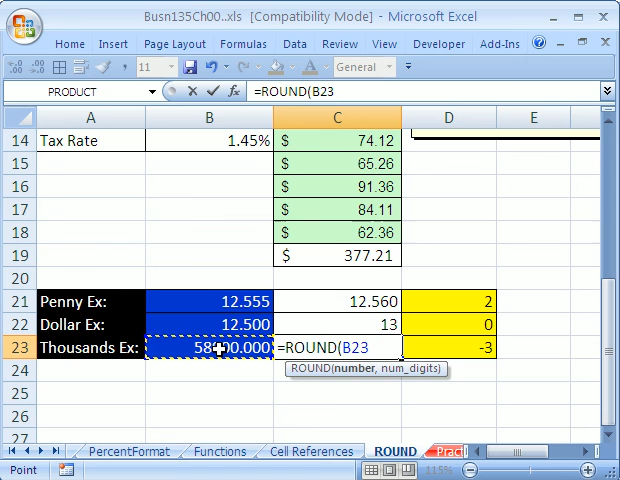 Busn135Ch00..xls [Compatibility Mode] - Microsoft Excel
Home Insert Page Layout Formulas Data Review View Developer Add-Ins
11 General
PRODUCT =ROUND(B23
A B C D E
14 Tax Rate 1.45% $ 74.12
15 $ 65.26
16 $ 91.36
17 $ 84.11
18 $ 62.36
19 $ 377.21
20
21 Penny Ex: 12.555 12.560 2
22 Dollar Ex: 12.500 13 0
23 Thousands Ex: =ROUND(B23 -3
ROUND(number, num_digits)
24
25
26
27
PercentFormat Functions Cell References ROUND Pract
Point 115%